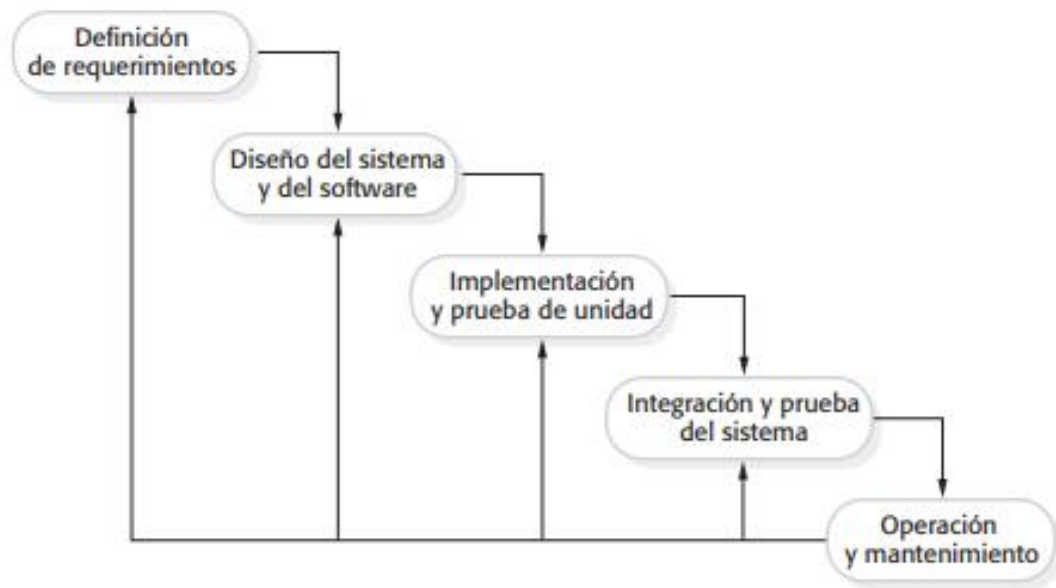 Definición
de requerimientos
Diseño del sistema
y del software
Implementación
y prueba de unidad
Integración y prueba
del sistema
Operación
y mantenimiento